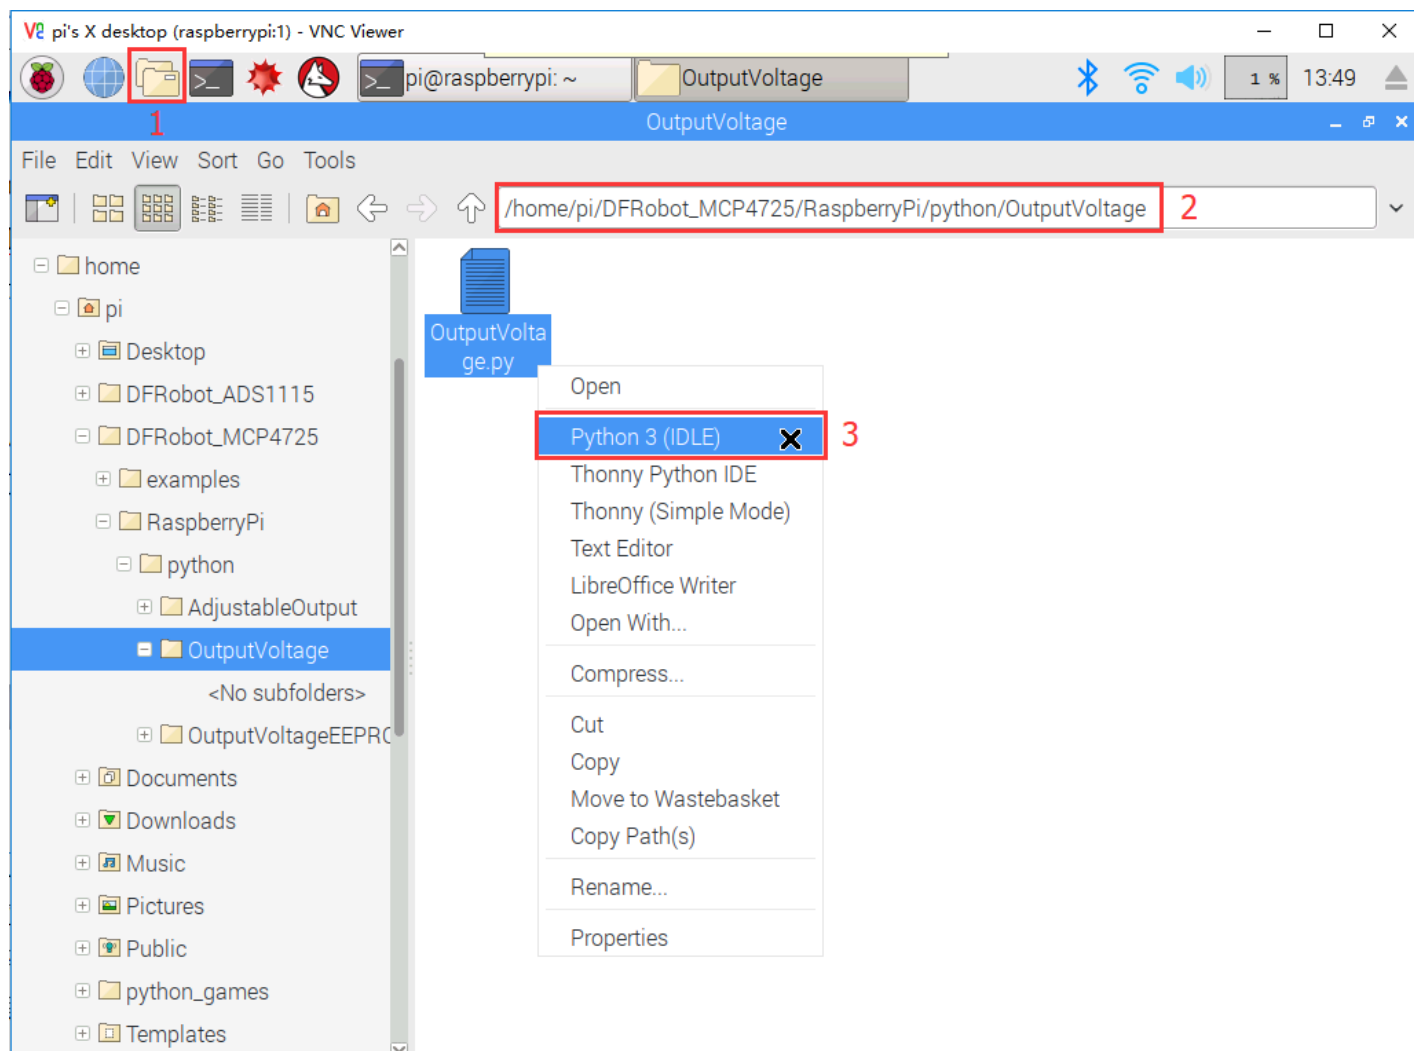 pi's X desktop (raspberrypi:1) - VNC Viewer
pi@raspberrypi: ~
OutputVoltage
1 %
13:49
1
OutputVoltage
File Edit View Sort Go Tools
/home/pi/DFRobot_MCP4725/RaspberryPi/python/OutputVoltage
2
home
pi
Desktop
DFRobot_ADS1115
DFRobot_MCP4725
examples
RaspberryPi
python
AdjustableOutput
OutputVoltage
<No subfolders>
OutputVoltageEEPRO
Documents
Downloads
Music
Pictures
Public
python_games
Templates
OutputVolta
ge.py
Open
Python 3 (IDLE)
3
Thonny Python IDE
Thonny (Simple Mode)
Text Editor
LibreOffice Writer
Open With...
Compress...
Cut
Copy
Move to Wastebasket
Copy Path(s)
Rename...
Properties